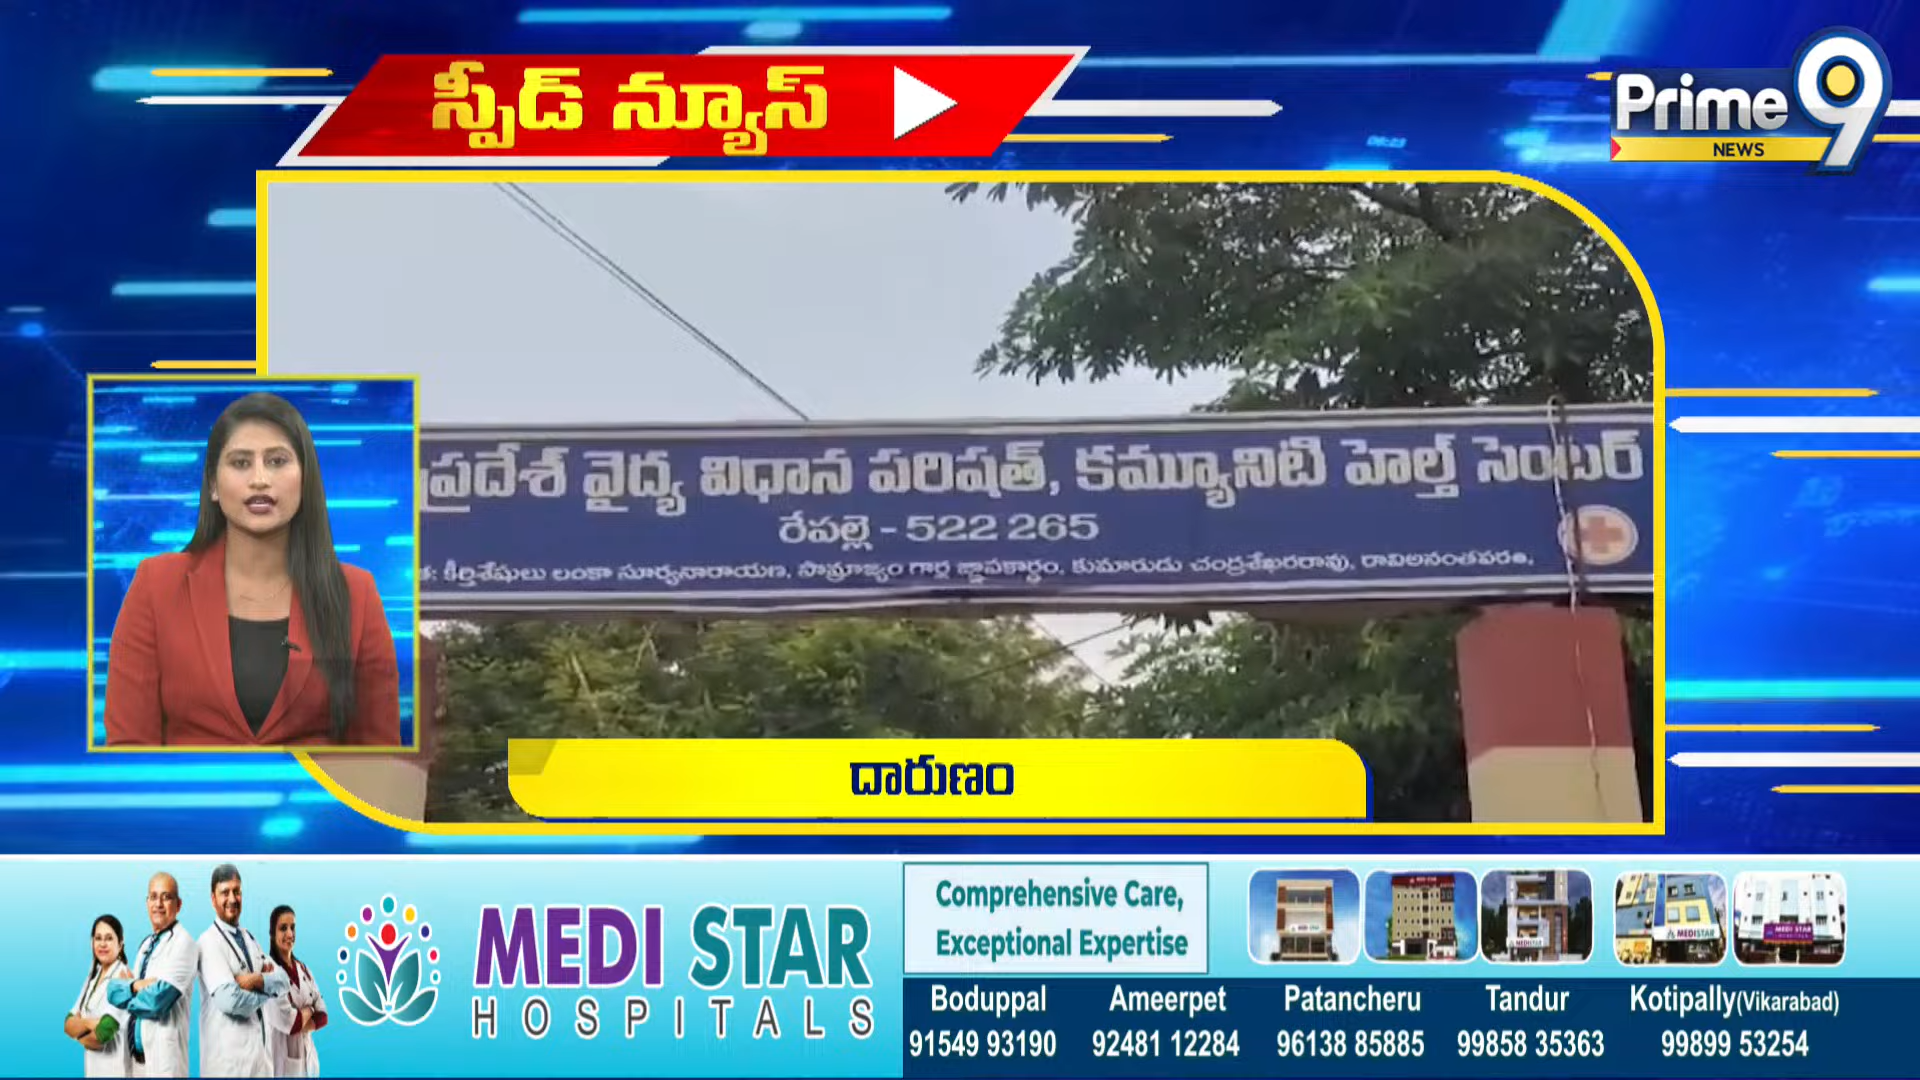 స్పీడ్ న్యూస్
Prime9
NEWS
ప్రదేశ్ వైద్య విధాన పరిషత్, కమ్యూనిటి హెల్త్ సెంటర్
రేపల్లె - 522 265
కీర్తిశేషులు లంకా సూర్యనారాయణ, సామ్రాజ్యం గార్ల జ్ఞాపకార్థం, కుమారుడు చంద్రశేఖరరావు, రావిఅనంతవరం,
దారుణం
MEDI STAR
HOSPITALS
Comprehensive Care,
Exceptional Expertise
Boduppal Ameerpet Patancheru Tandur Kotipally(Vikarabad)
91549 93190 92481 12284 96138 85885 99858 35363 99899 53254